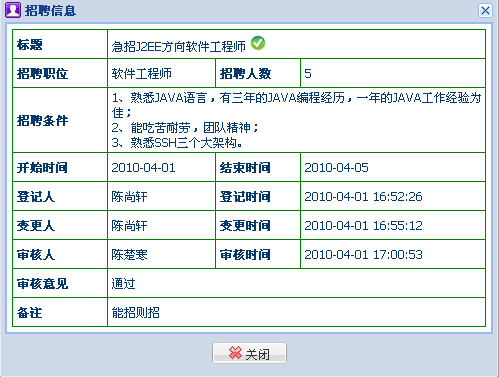 招聘信息
标题 急招J2EE方向软件工程师
招聘职位 软件工程师 招聘人数 5
招聘条件
1、熟悉JAVA语言，有三年的JAVA编程经历，一年的JAVA工作经验为
佳；
2、能吃苦耐劳，团队精神；
3、熟悉SSH三个大架构。
开始时间 2010-04-01 结束时间 2010-04-05
登记人 陈尚轩 登记时间 2010-04-01 16:52:26
变更人 陈尚轩 变更时间 2010-04-01 16:55:12
审核人 陈楚寒 审核时间 2010-04-01 17:00:53
审核意见 通过
备注 能招则招
关闭